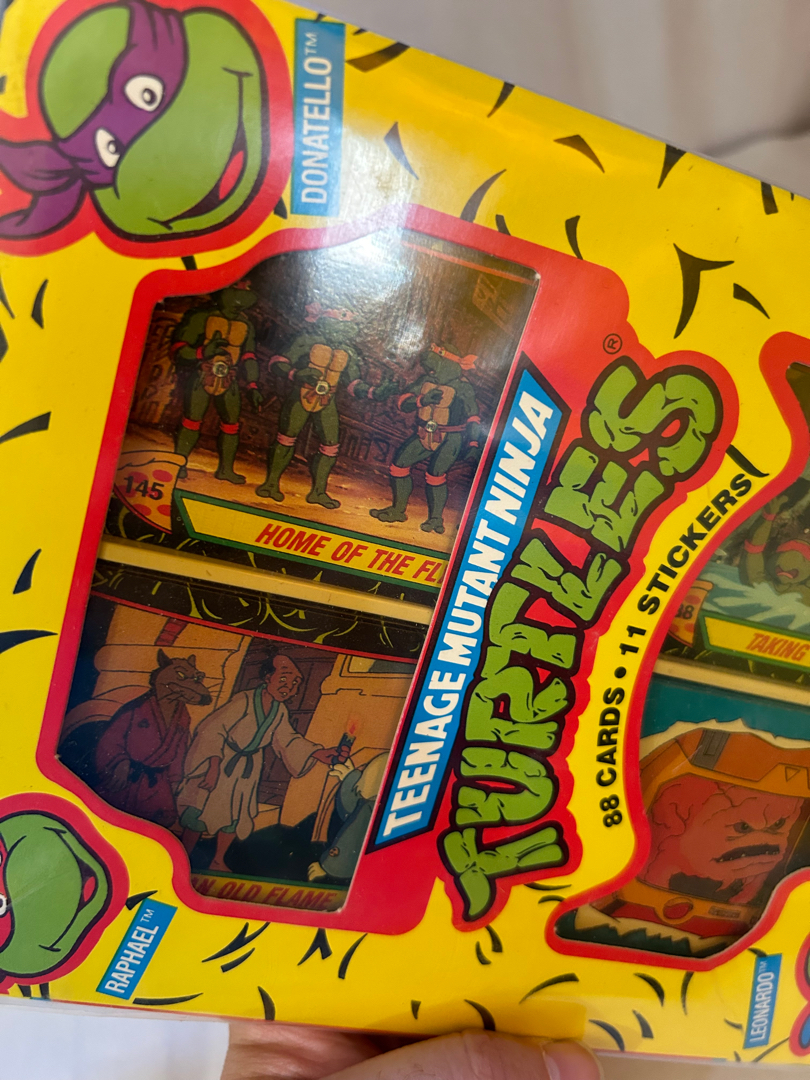 DONATELLO™
145
HOME OF THE FL
OLD FLAME
TEENAGE MUTANT NINJA
TURTLES®
88 CARDS • 11 STICKERS
TAKING
RAPHAEL™
LEONARDO™